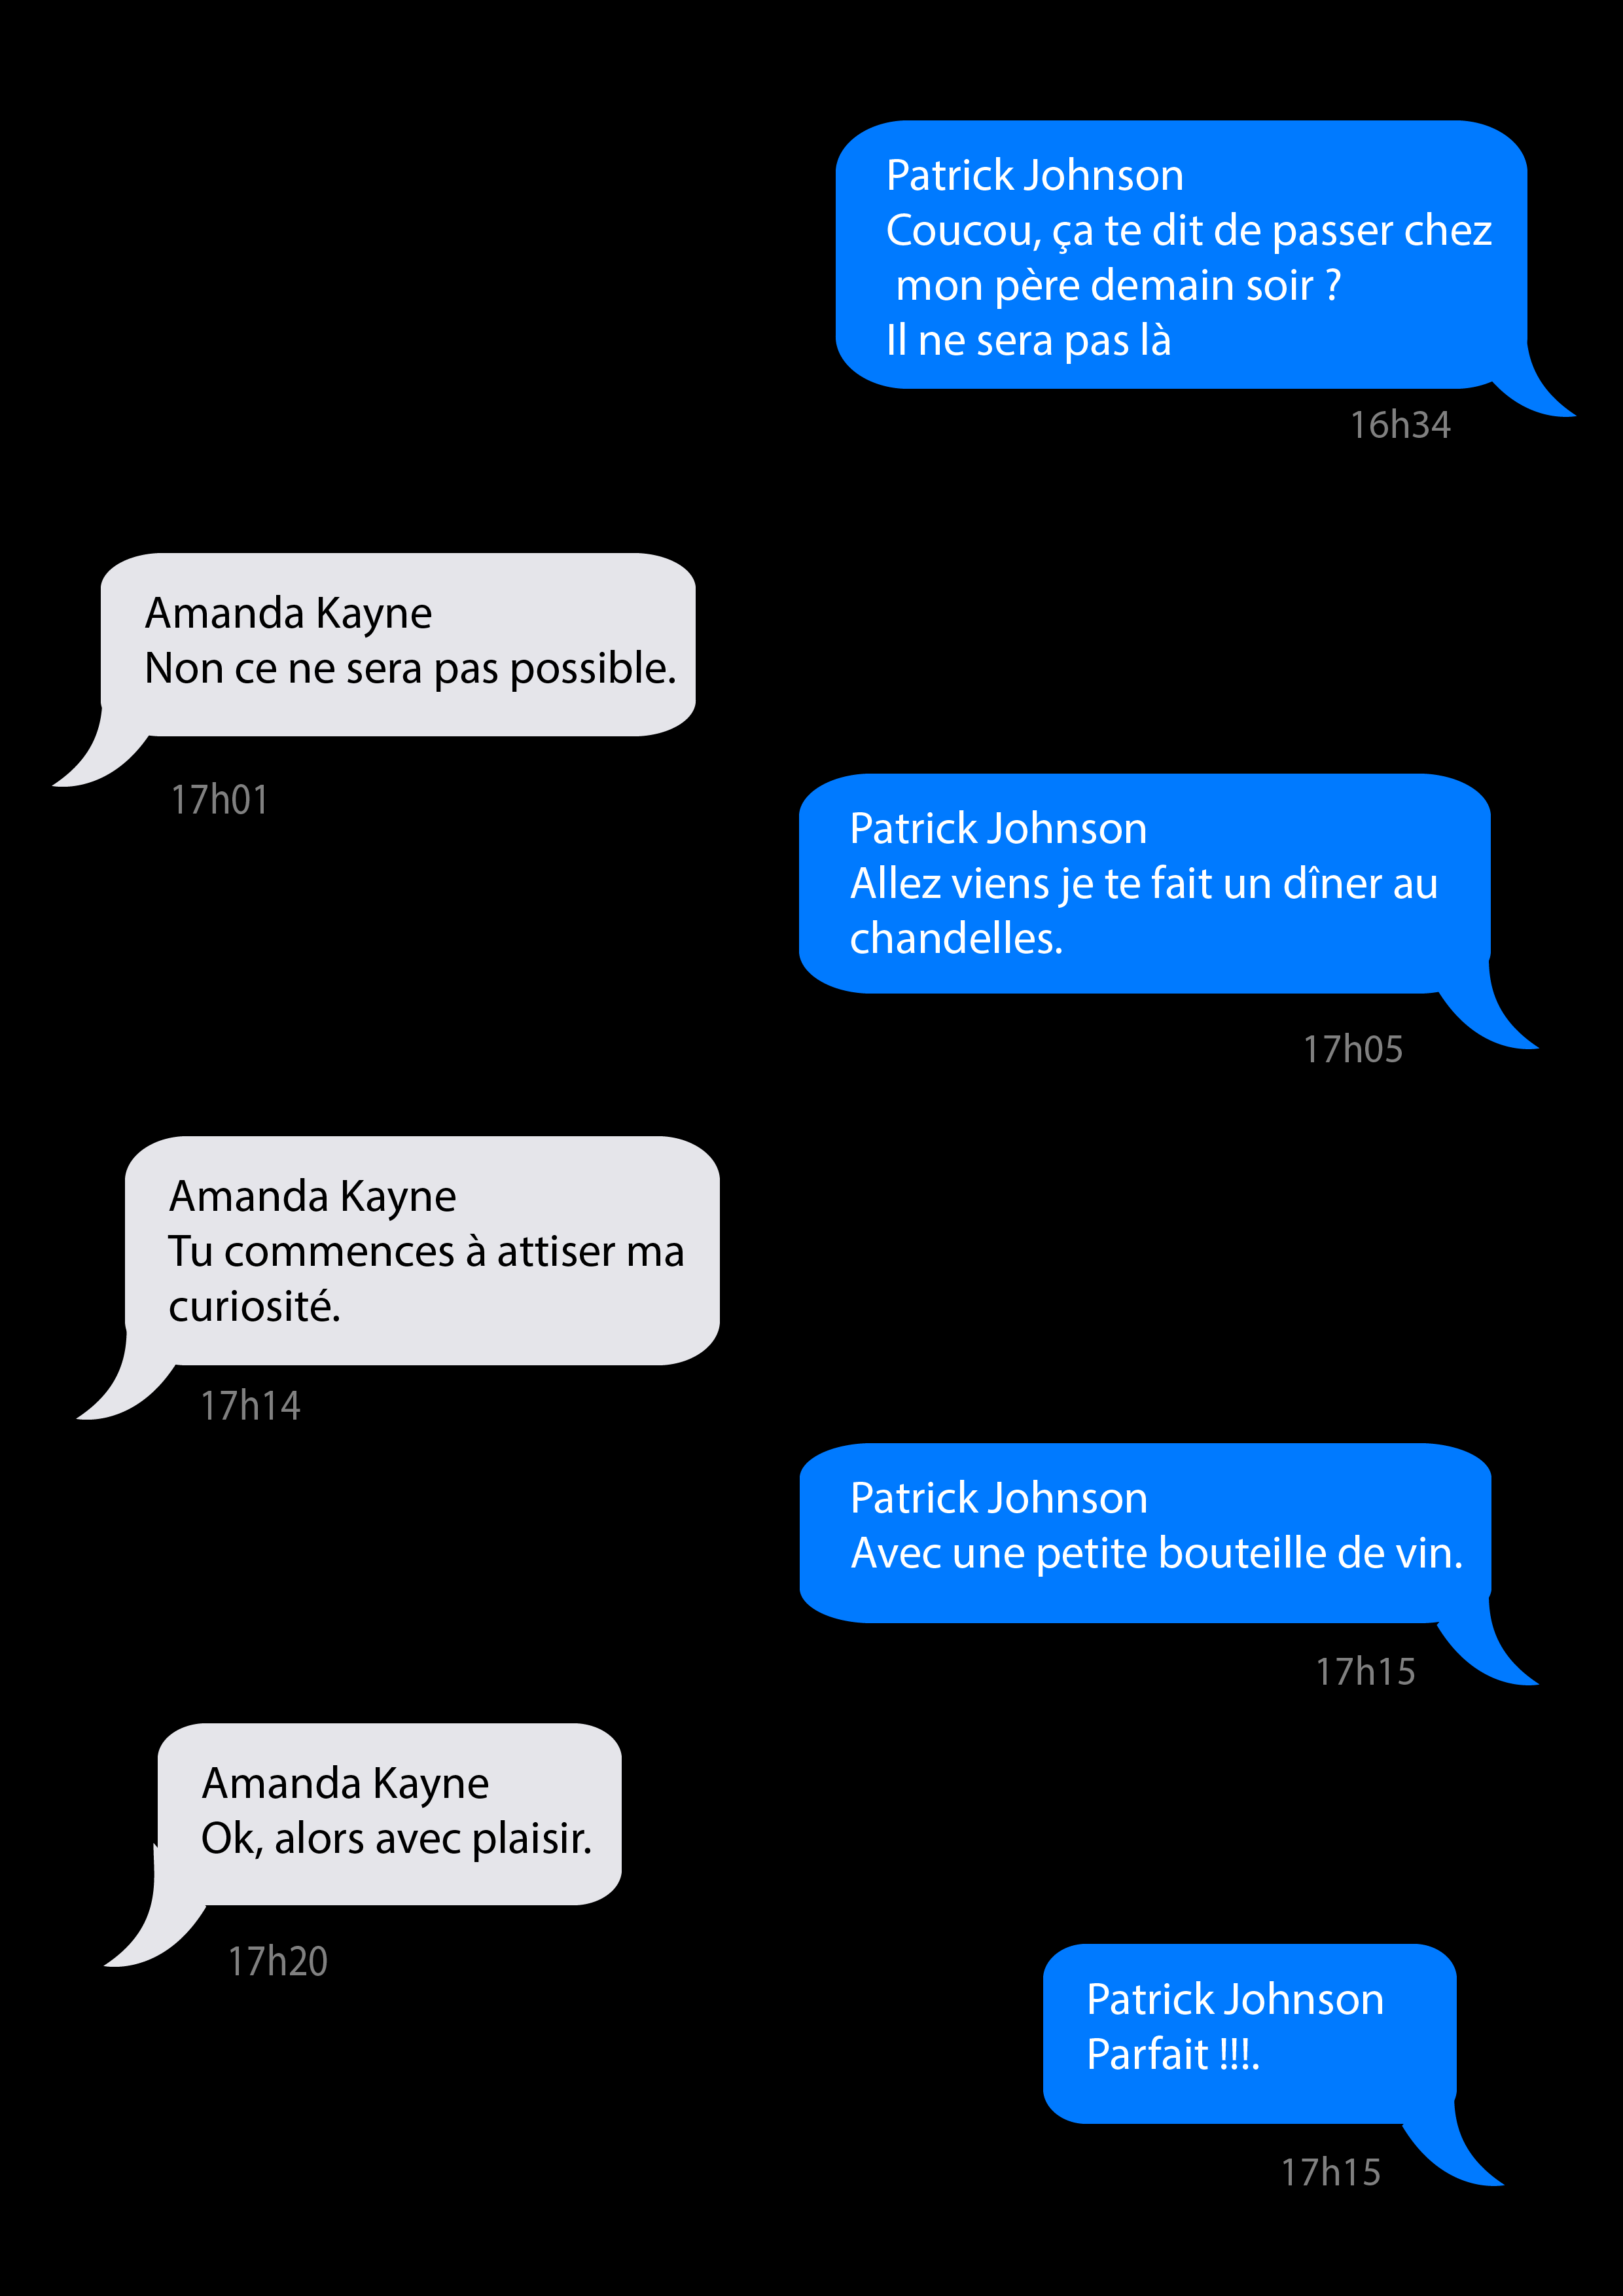 Patrick Johnson
Coucou, ça te dit de passer chez
mon père demain soir ?
Il ne sera pas là
16h34
Amanda Kayne
Non ce ne sera pas possible.
17h01
Patrick Johnson
Allez viens je te fait un dîner au
chandelles.
17h05
Amanda Kayne
Tu commences à attiser ma
curiosité.
17h14
Patrick Johnson
Avec une petite bouteille de vin.
17h15
Amanda Kayne
Ok, alors avec plaisir.
17h20
Patrick Johnson
Parfait !!!.
17h15